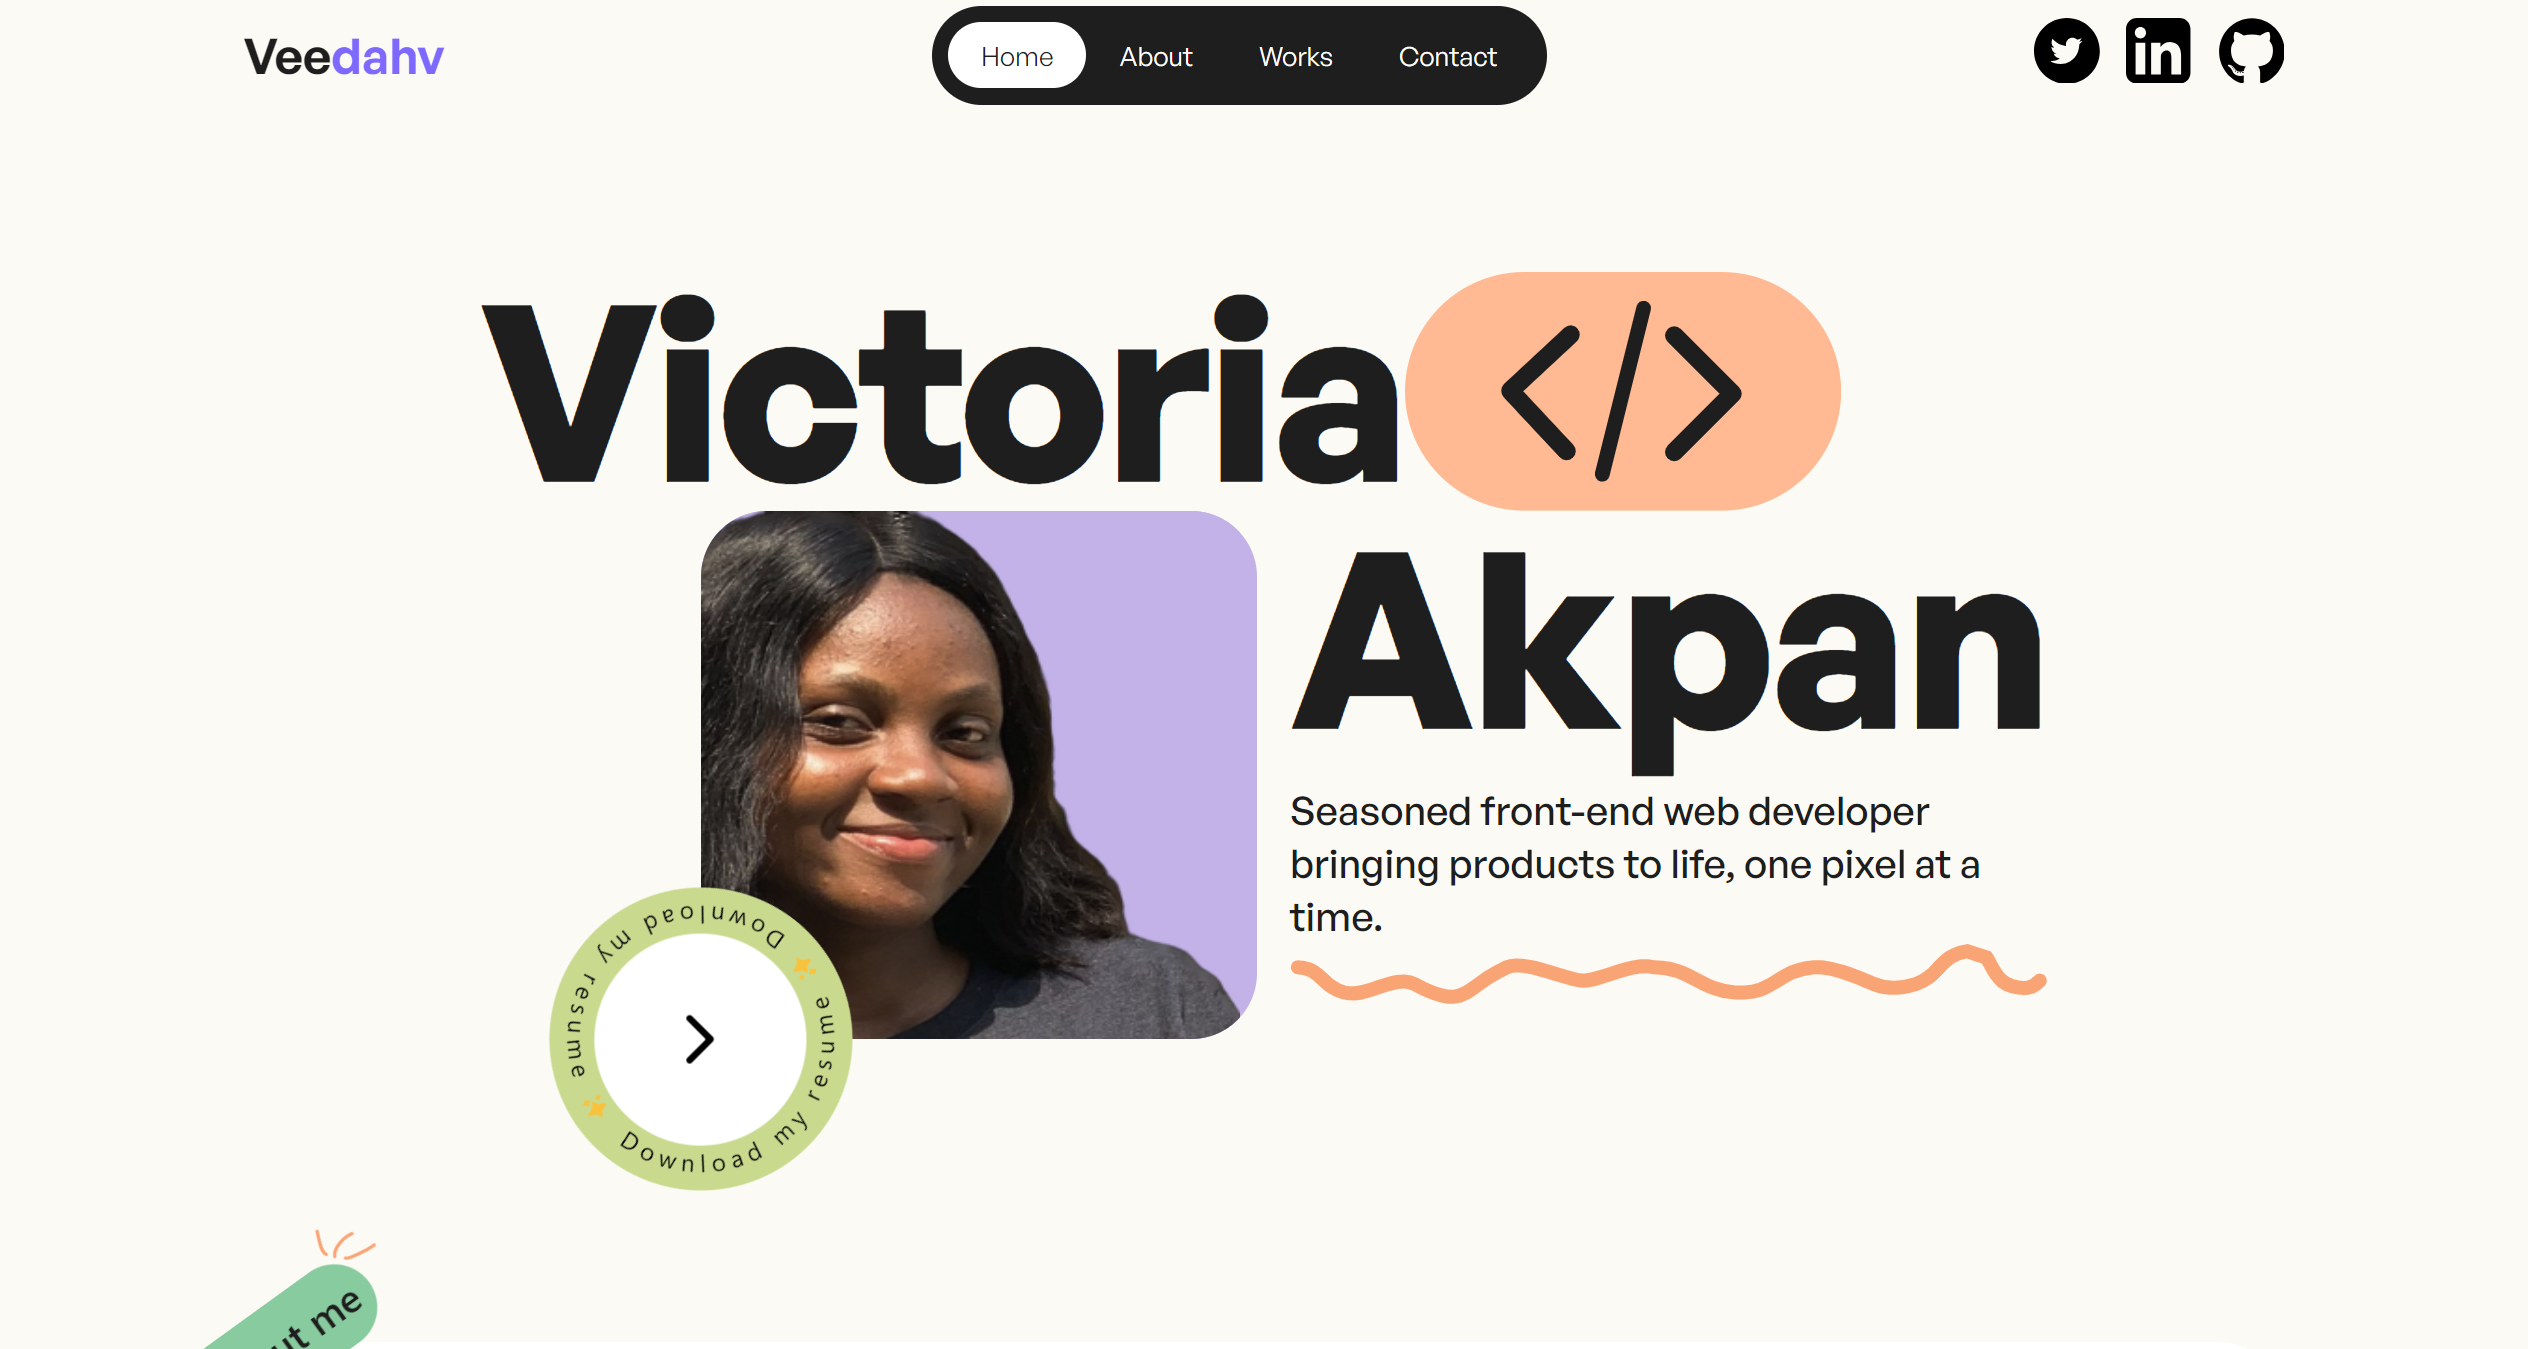 Veedahv
Home About Works Contact
in
Victoria </>
Akpan
Seasoned front-end web developer
bringing products to life, one pixel at a
time.
Download my resume
Download my resume
me